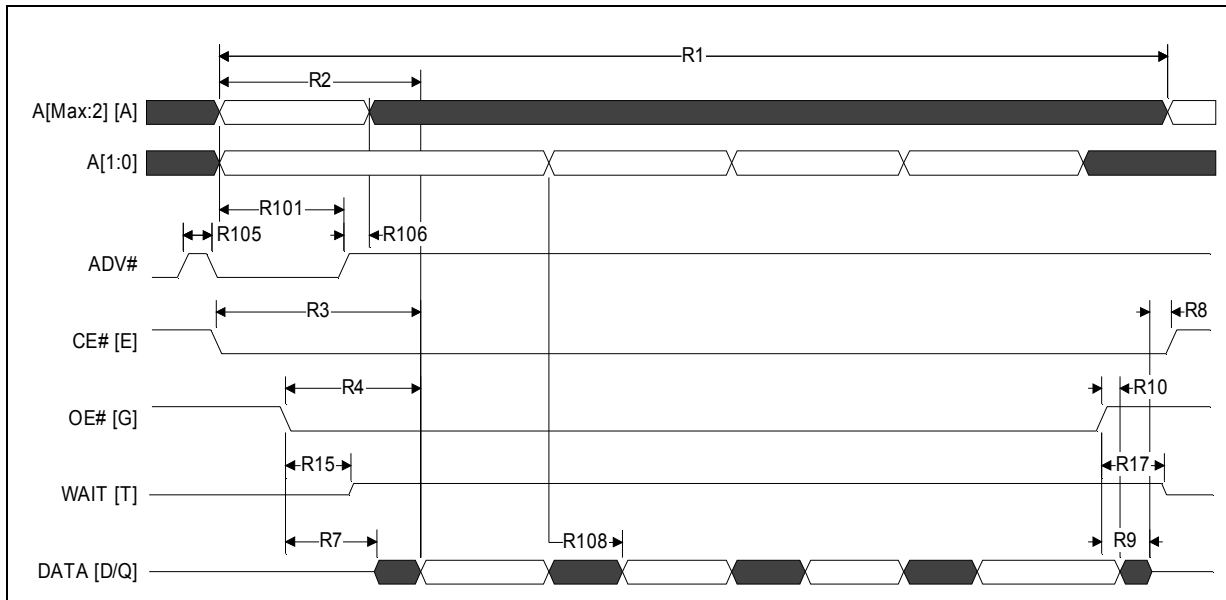 R1
R2
A[Max:2] [A]
A[1:0]
R101
R105
R106
ADV#
R3
R8
CE# [E]
R4
R10
OE# [G]
R15
R17
WAIT [T]
R7
R108
R9
DATA [D/Q]